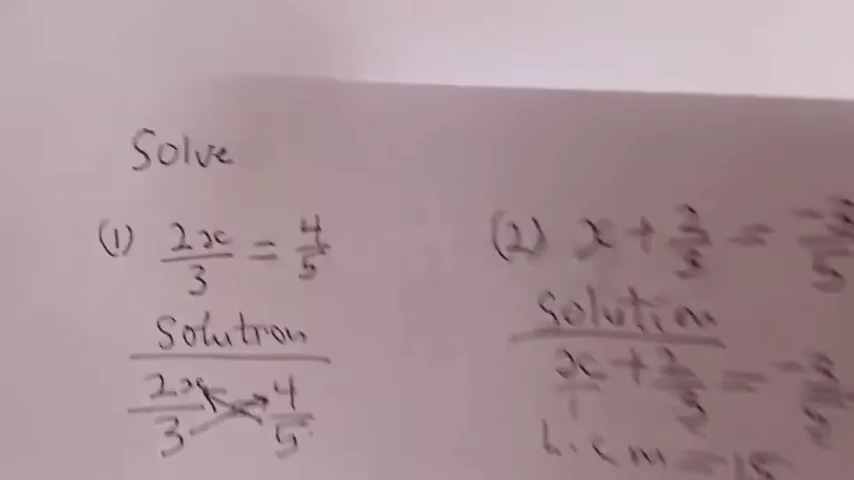 Solve
(1) 2x/3 = 4/5
Solution
2x/3 4/5
(2) x + 2/3 = -3/5
Solution
x/1 + 2/3 = -3/5
L.C.M = 15